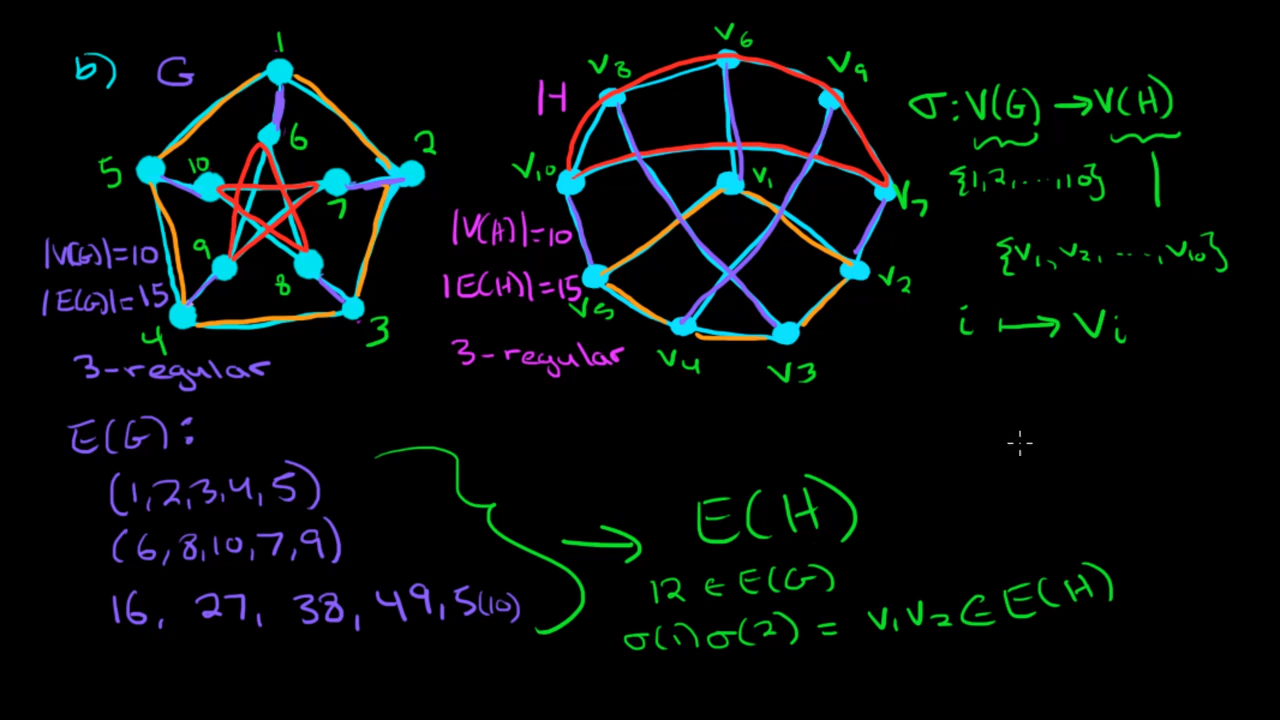 b) G
1
2
3
4
5
6
7
8
9
10
|V(G)|=10
|E(G)|=15
3-regular
H
v6
v8
v9
v10
v1
v7
v5
v2
v4
v3
|V(H)|=10
|E(H)|=15
3-regular
σ: V(G) → V(H)
{1,2,...,10}
{v1, v2, ..., v10}
i ↦ vi
E(G):
(1,2,3,4,5)
(6,8,10,7,9)
16, 27, 38, 49, 5(10)
→ E(H)
12 ∈ E(G)
σ(1)σ(2) = v1v2 ∈ E(H)